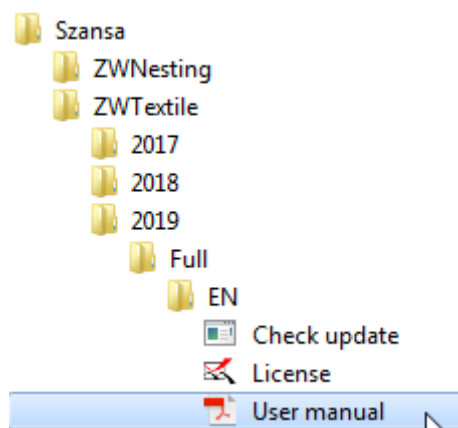 Szansa
ZWNesting
ZWTextile
2017
2018
2019
Full
EN
Check update
License
User manual